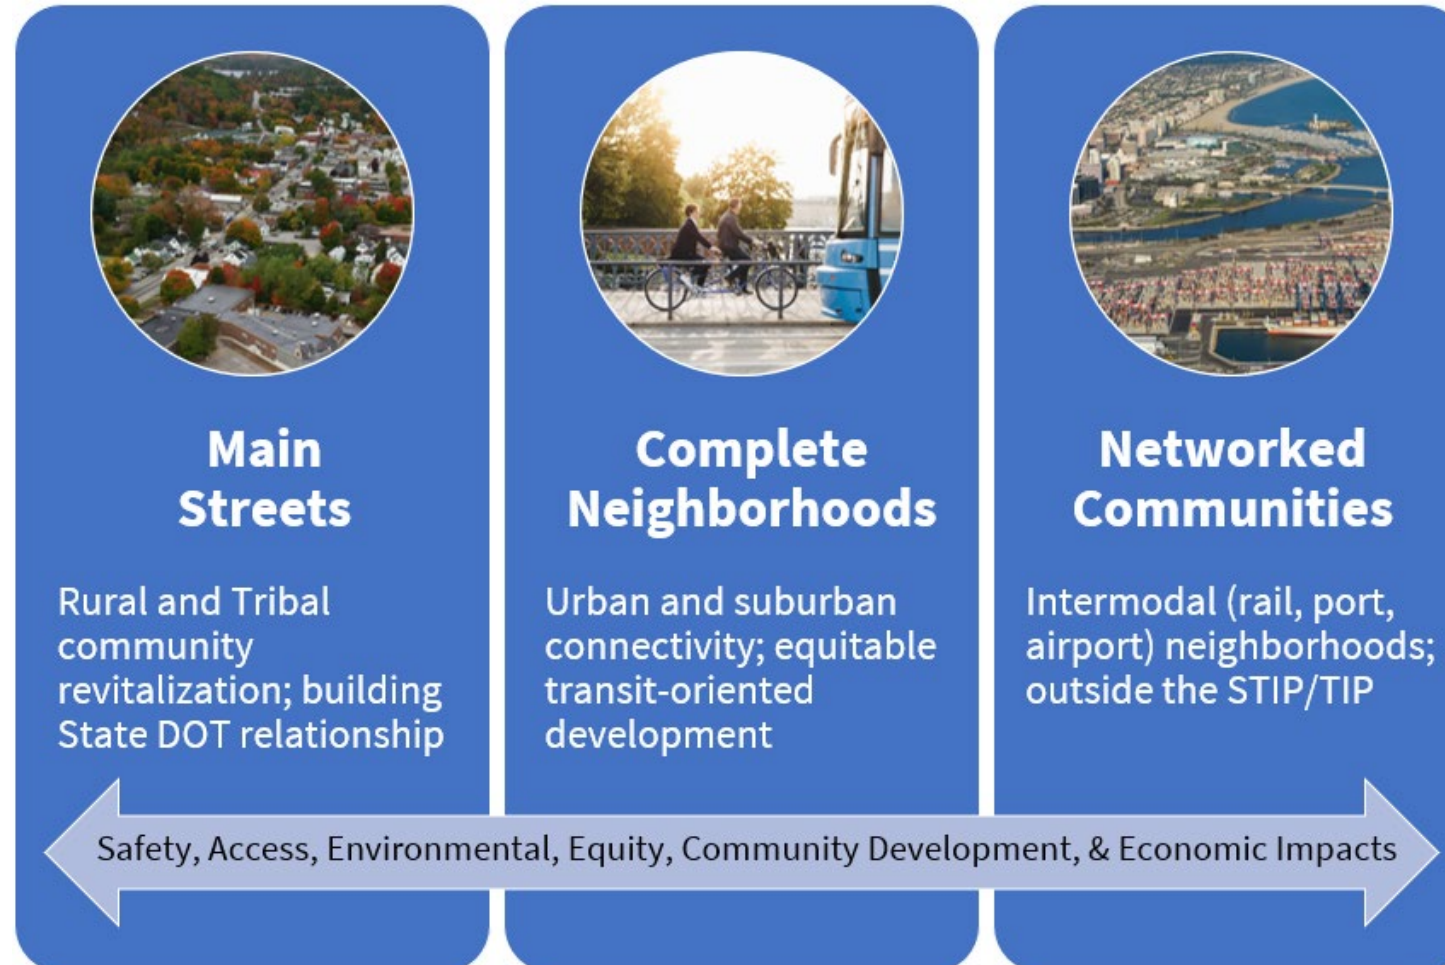 Main
Streets
Rural and Tribal
community
revitalization; building
State DOT relationship
Complete
Neighborhoods
Urban and suburban
connectivity; equitable
transit-oriented
development
Networked
Communities
Intermodal (rail, port,
airport) neighborhoods;
outside the STIP/TIP
Safety, Access, Environmental, Equity, Community Development, & Economic Impacts